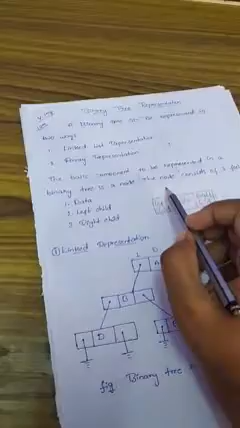 Binary Tree Representation
A Binary tree can be represented in
two ways
1. Linked List Representation
2. Binary Representation
The basic component to be represented in a
binary tree is a node. The node consists of 3
1. Data
2. Left child
3. Right child
① Linked Representation
L D
A
B
D
fig Binary tree